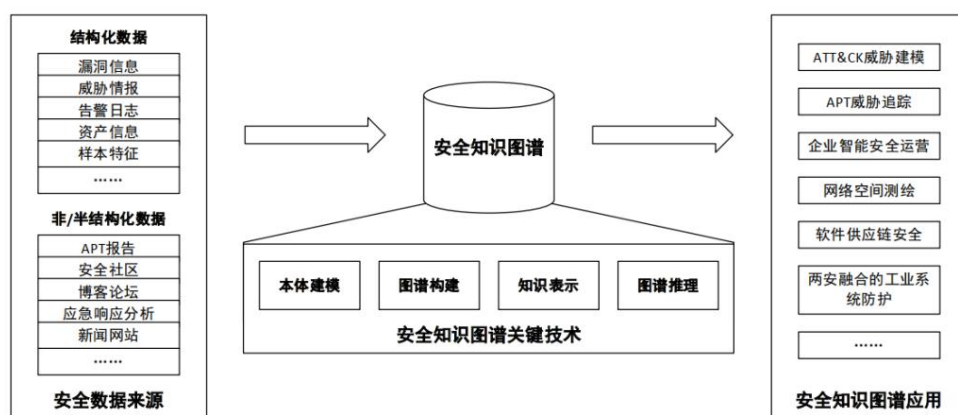 结构化数据
漏洞信息
威胁情报
告警日志
资产信息
样本特征
……
非/半结构化数据
APT报告
安全社区
博客论坛
应急响应分析
新闻网站
……
安全数据来源
安全知识图谱
本体建模
图谱构建
知识表示
图谱推理
安全知识图谱关键技术
ATT&CK威胁建模
APT威胁追踪
企业智能安全运营
网络空间测绘
软件供应链安全
两安融合的工业系
统防护
……
安全知识图谱应用